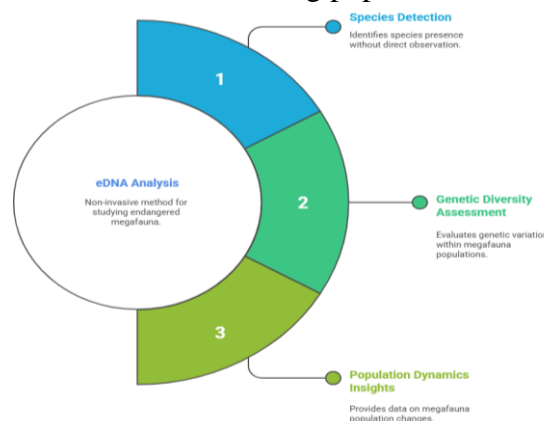 Species Detection
Identifies species presence
without direct observation.
1
eDNA Analysis
Non-invasive method for
studying endangered
megafauna.
2
Genetic Diversity
Assessment
Evaluates genetic variation
within megafauna
populations.
3
Population Dynamics
Insights
Provides data on megafauna
population changes.